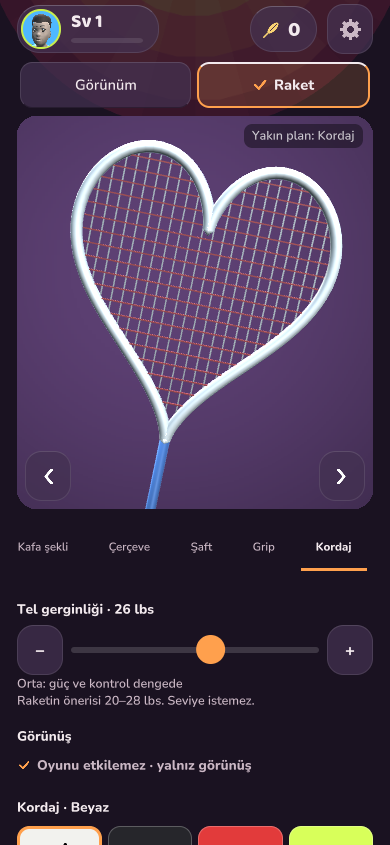 Sv 1
0
Görünüm
Raket
Yakın plan: Kordaj
Kafa şekli
Çerçeve
Şaft
Grip
Kordaj
Tel gerginliği · 26 lbs
Orta: güç ve kontrol dengede
Raketin önerisi 20–28 lbs. Seviye istemez.
Görünüş
Oyunu etkilemez · yalnız görünüş
Kordaj · Beyaz